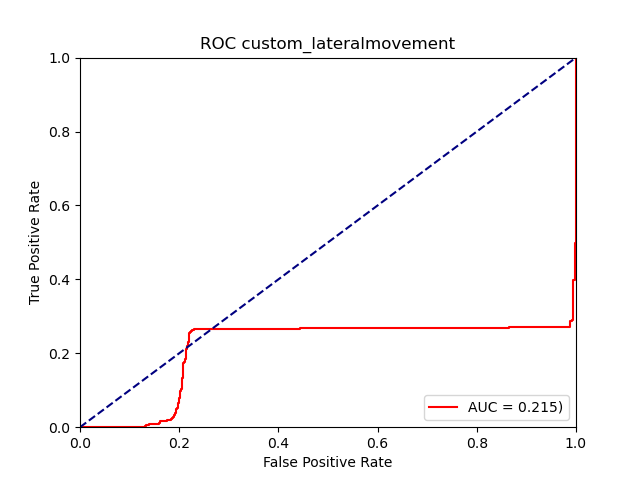 ROC custom_lateralmovement
True Positive Rate
1.0
0.8
0.6
0.4
0.2
0.0
0.0 0.2 0.4 0.6 0.8 1.0
False Positive Rate
AUC = 0.215)